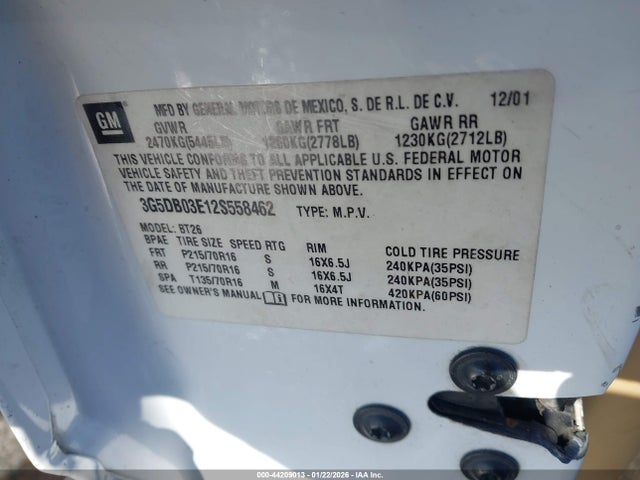 GM
MFD BY GENERAL MOTORS DE MEXICO, S. DE R.L. DE C.V. 12/01
GVWR GAWR FRT GAWR RR
2470KG(5445LB) 1260KG(2778LB) 1230KG(2712LB)
THIS VEHICLE CONFORMS TO ALL APPLICABLE U.S. FEDERAL MOTOR
VEHICLE SAFETY AND THEFT PREVENTION STANDARDS IN EFFECT ON
THE DATE OF MANUFACTURE SHOWN ABOVE.
3G5DB03E12S558462 TYPE: M.P.V.
MODEL: BT26
BPAE TIRE SIZE SPEED RTG RIM COLD TIRE PRESSURE
FRT P215/70R16 S 16X6.5J 240KPA(35PSI)
RR P215/70R16 S 16X6.5J 240KPA(35PSI)
SPA T135/70R16 M 16X4T 420KPA(60PSI)
SEE OWNER'S MANUAL FOR MORE INFORMATION.
000-44209013 - 01/22/2026 - IAA Inc.